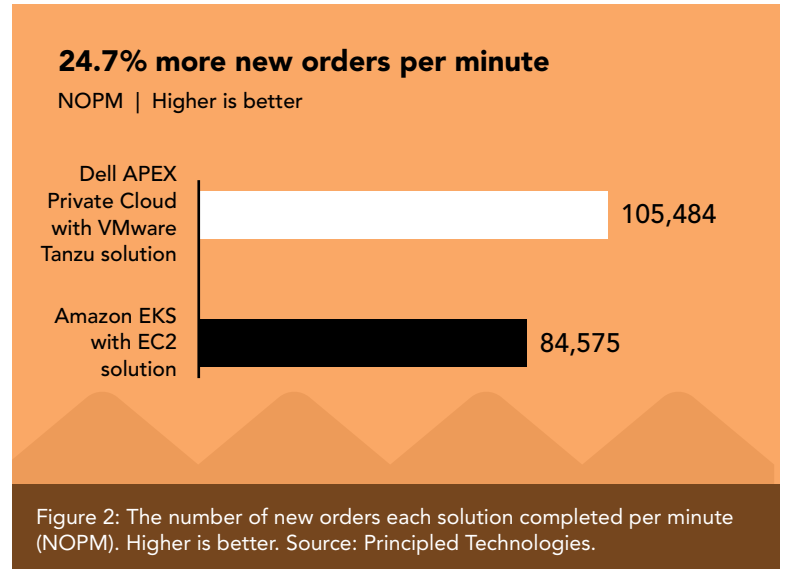 24.7% more new orders per minute
NOPM | Higher is better
Dell APEX
Private Cloud
with VMware
Tanzu solution
105,484
Amazon EKS
with EC2
solution
84,575
Figure 2: The number of new orders each solution completed per minute
(NOPM). Higher is better. Source: Principled Technologies.